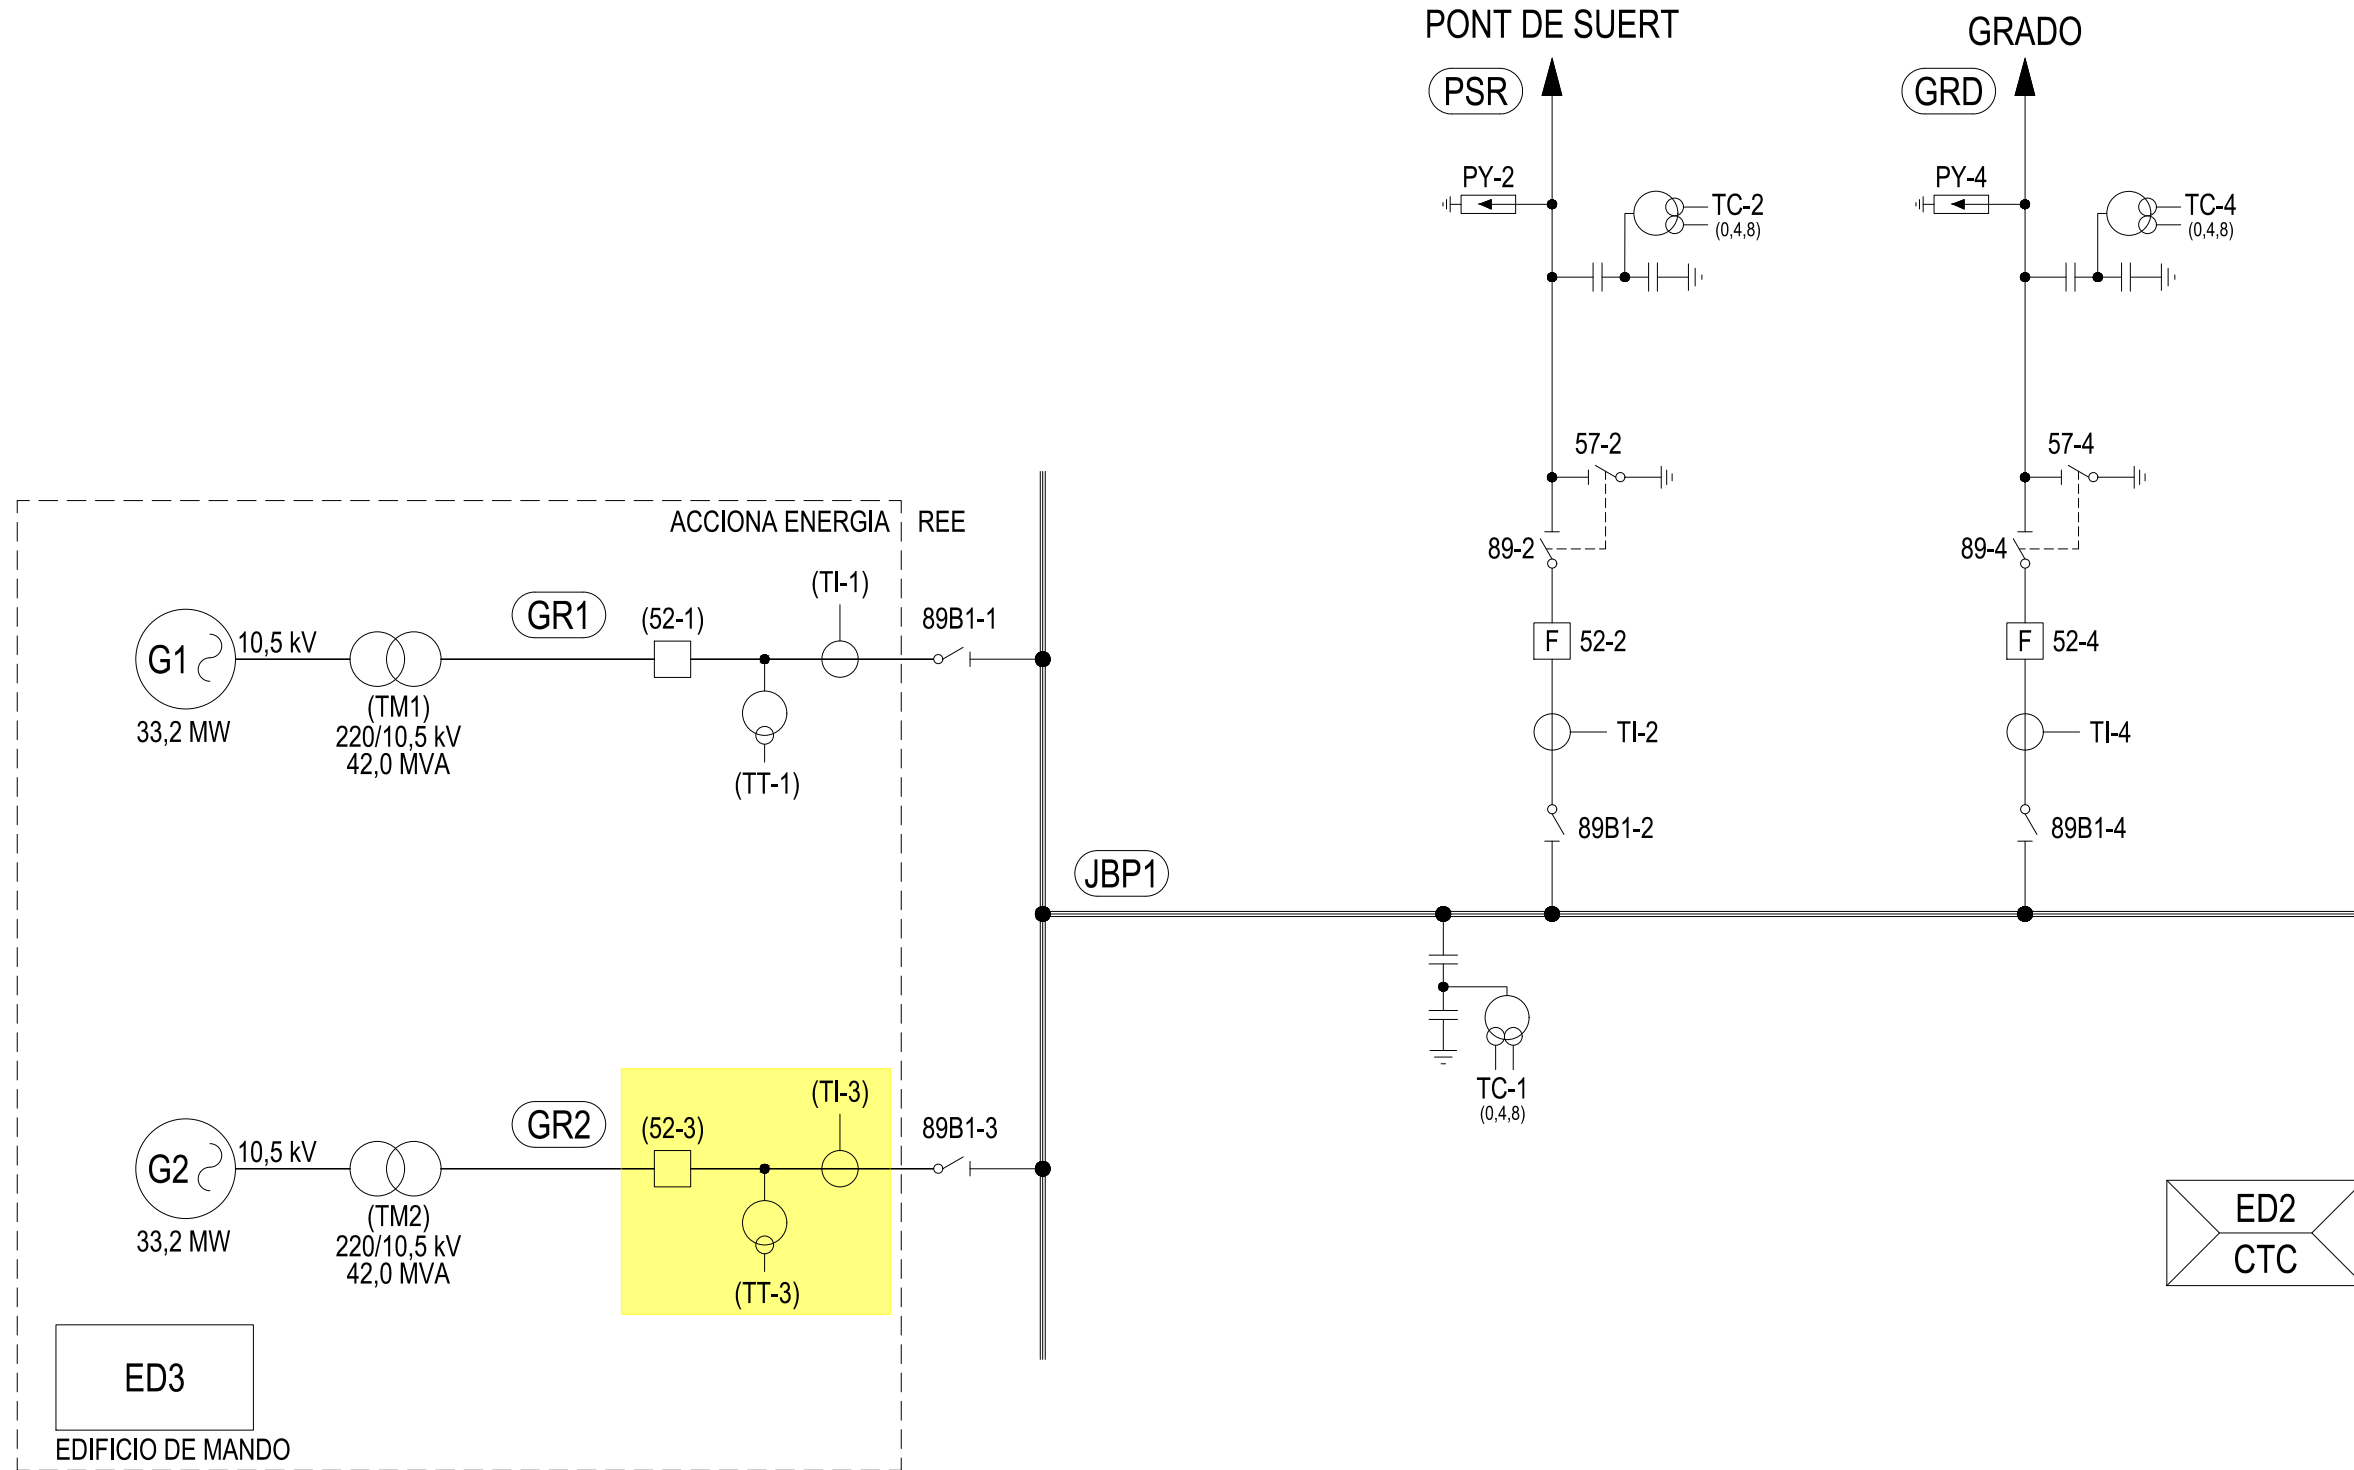 PONT DE SUERT
GRADO
PSR
GRD
PY-2
TC-2
(0,4,8)
PY-4
TC-4
(0,4,8)
57-2
57-4
89-2
89-4
ACCIONA ENERGIA
REE
(TI-1)
GR1
(52-1)
89B1-1
G1
10,5 kV
33,2 MW
(TM1)
220/10,5 kV
42,0 MVA
(TT-1)
F
52-2
F
52-4
TI-2
TI-4
89B1-2
89B1-4
JBP1
TC-1
(0,4,8)
(TI-3)
GR2
(52-3)
89B1-3
G2
10,5 kV
33,2 MW
(TM2)
220/10,5 kV
42,0 MVA
(TT-3)
ED2
CTC
ED3
EDIFICIO DE MANDO